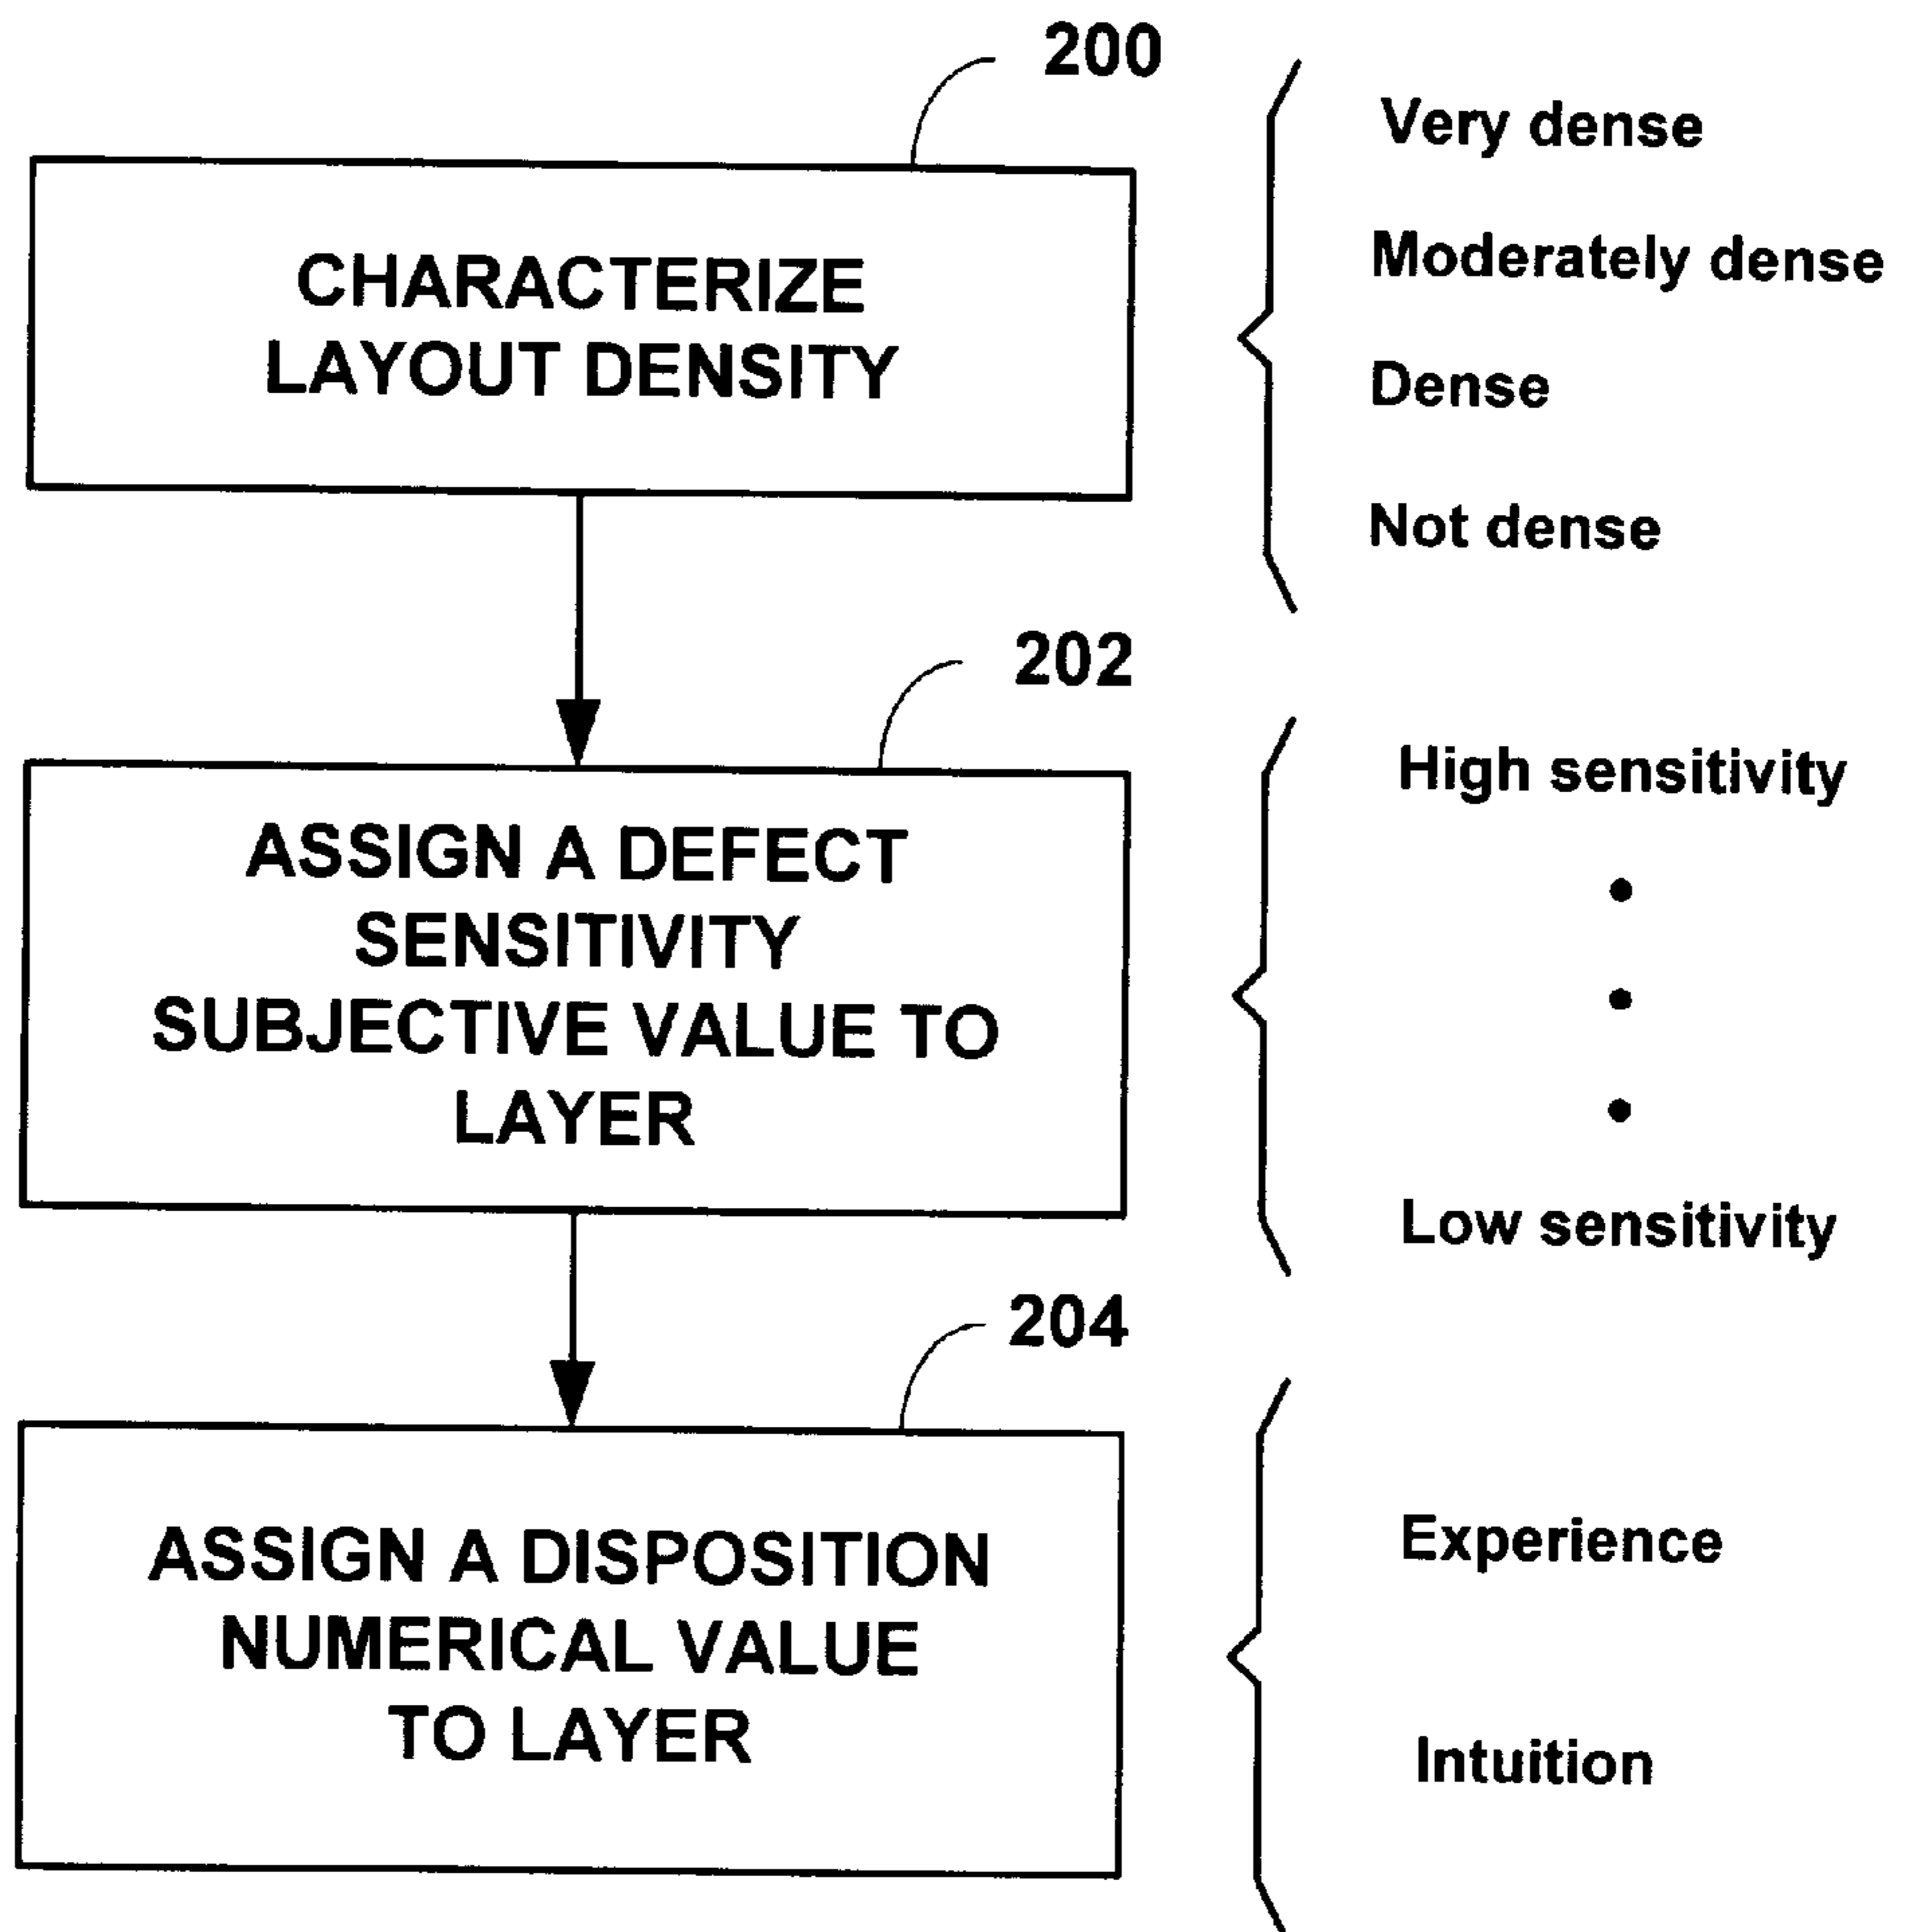 200
CHARACTERIZE
LAYOUT DENSITY
Very dense
Moderately dense
Dense
Not dense
202
ASSIGN A DEFECT
SENSITIVITY
SUBJECTIVE VALUE TO
LAYER
High sensitivity
Low sensitivity
204
ASSIGN A DISPOSITION
NUMERICAL VALUE
TO LAYER
Experience
Intuition